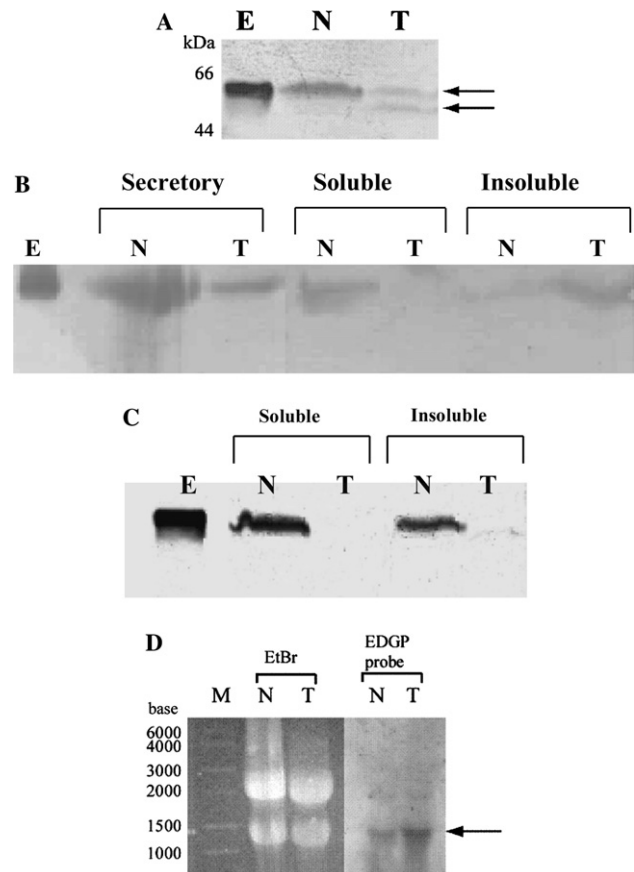 A
E N T
kDa
66
44
B
Secretory Soluble Insoluble
E N T N T N T
C
Soluble Insoluble
E N T N T
D
EtBr EDGP probe
M N T N T
base
6000
4000
3000
2000
1500
1000